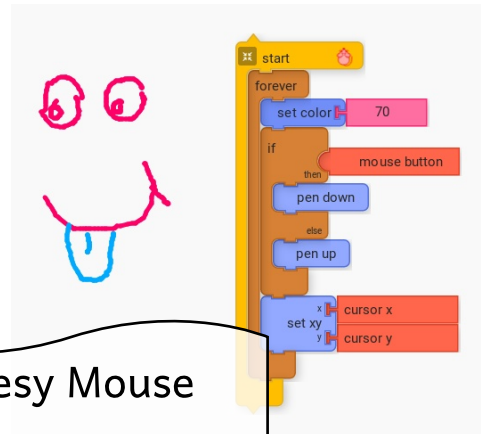 start
forever
set color 70
if
mouse button
then
pen down
else
pen up
x cursor x
set xy
y cursor y
esy Mouse